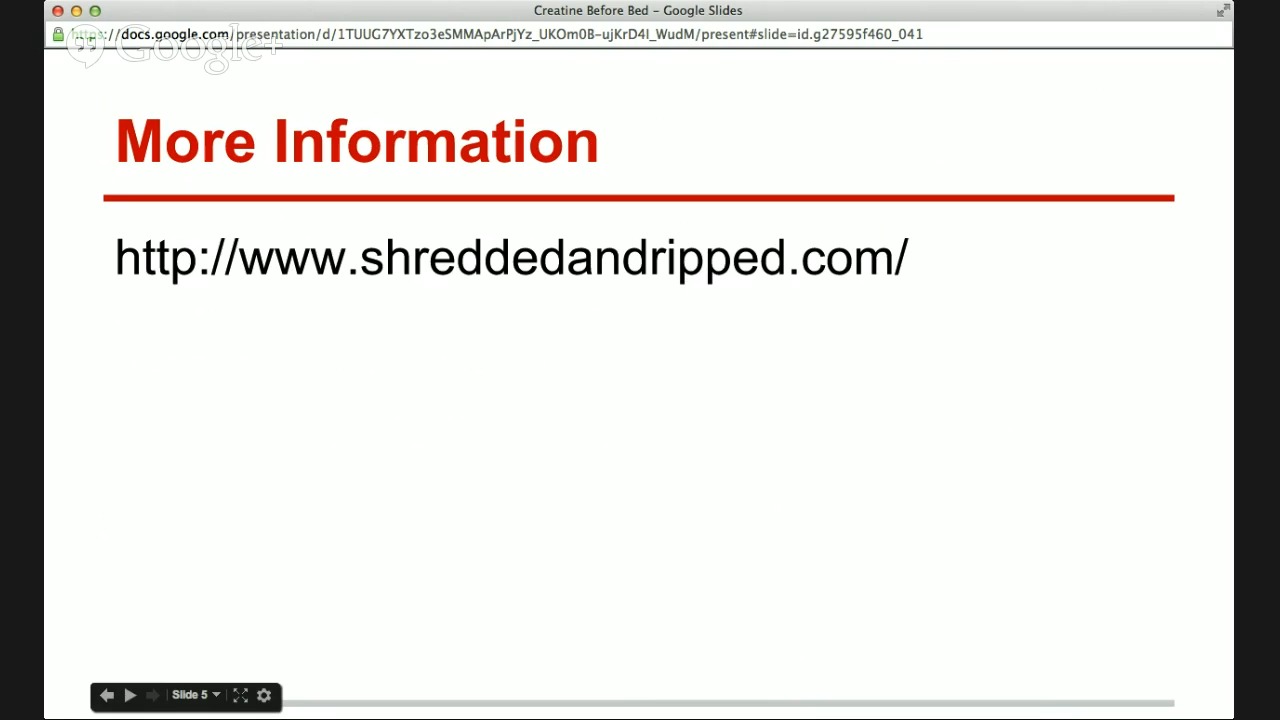 Creatine Before Bed – Google Slides
https://docs.google.com/presentation/d/1TUUG7YXTzo3eSMMApArPjYz_UKOm0B-ujKrD4I_WudM/present#slide=id.g27595f460_041
Google+
More Information
http://www.shreddedandripped.com/
Slide 5